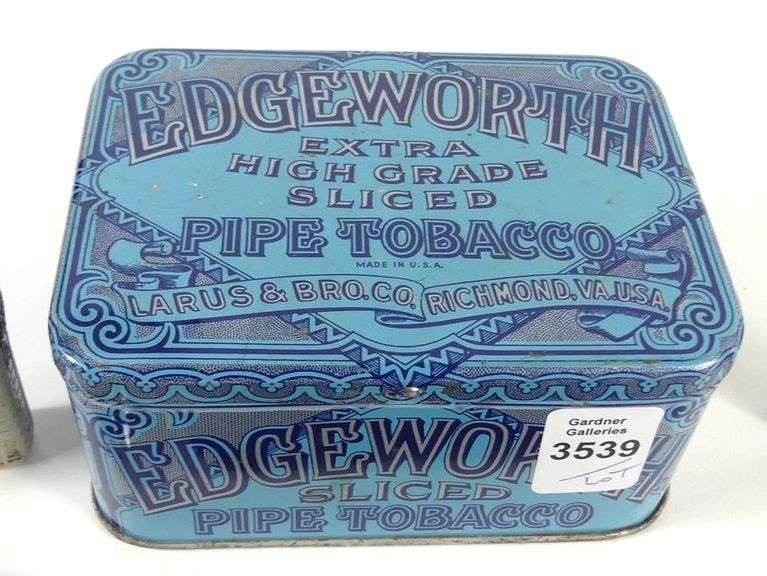 EDGEWORTH
EXTRA
HIGH GRADE
SLICED
PIPE TOBACCO
MADE IN U.S.A.
LARUS & BRO. CO. RICHMOND, VA. U.S.A.
EDGEWORTH
SLICED
PIPE TOBACCO
Gardner
Galleries
3539
LOT